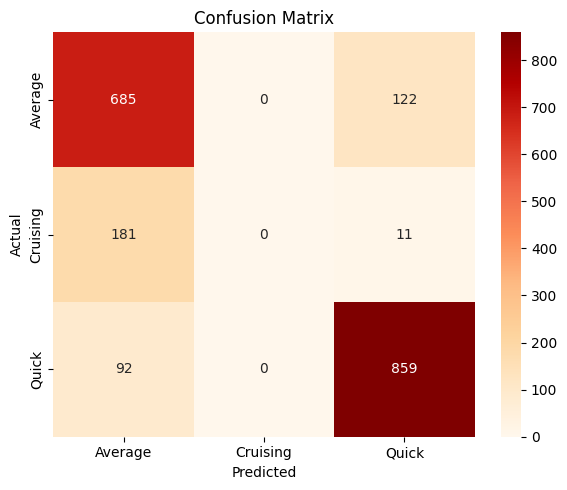 Confusion Matrix
Actual
Average
685
0
122
Cruising
181
0
11
Quick
92
0
859
Average
Cruising
Quick
Predicted
800
700
600
500
400
300
200
100
0